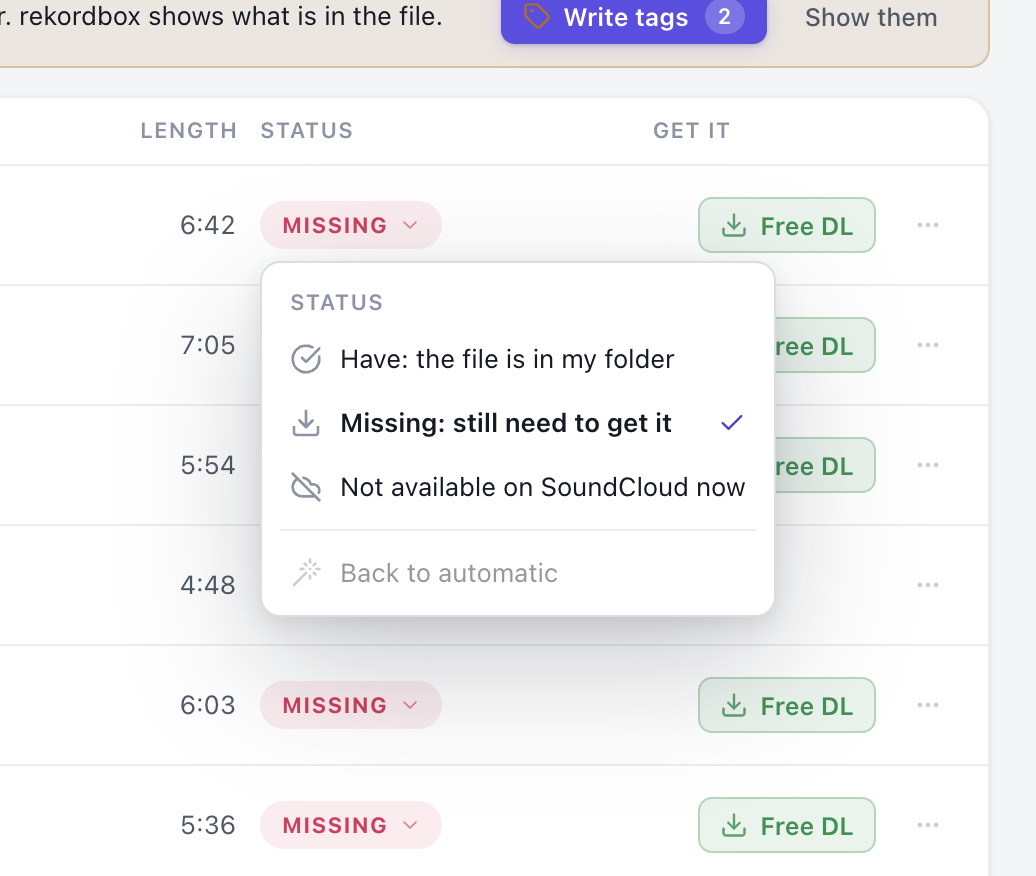 r. rekordbox shows what is in the file.
Write tags 2
Show them
LENGTH STATUS GET IT
6:42 MISSING Free DL
STATUS
7:05 ree DL
Have: the file is in my folder
Missing: still need to get it
5:54 ree DL
Not available on SoundCloud now
4:48
Back to automatic
6:03 MISSING Free DL
5:36 MISSING Free DL